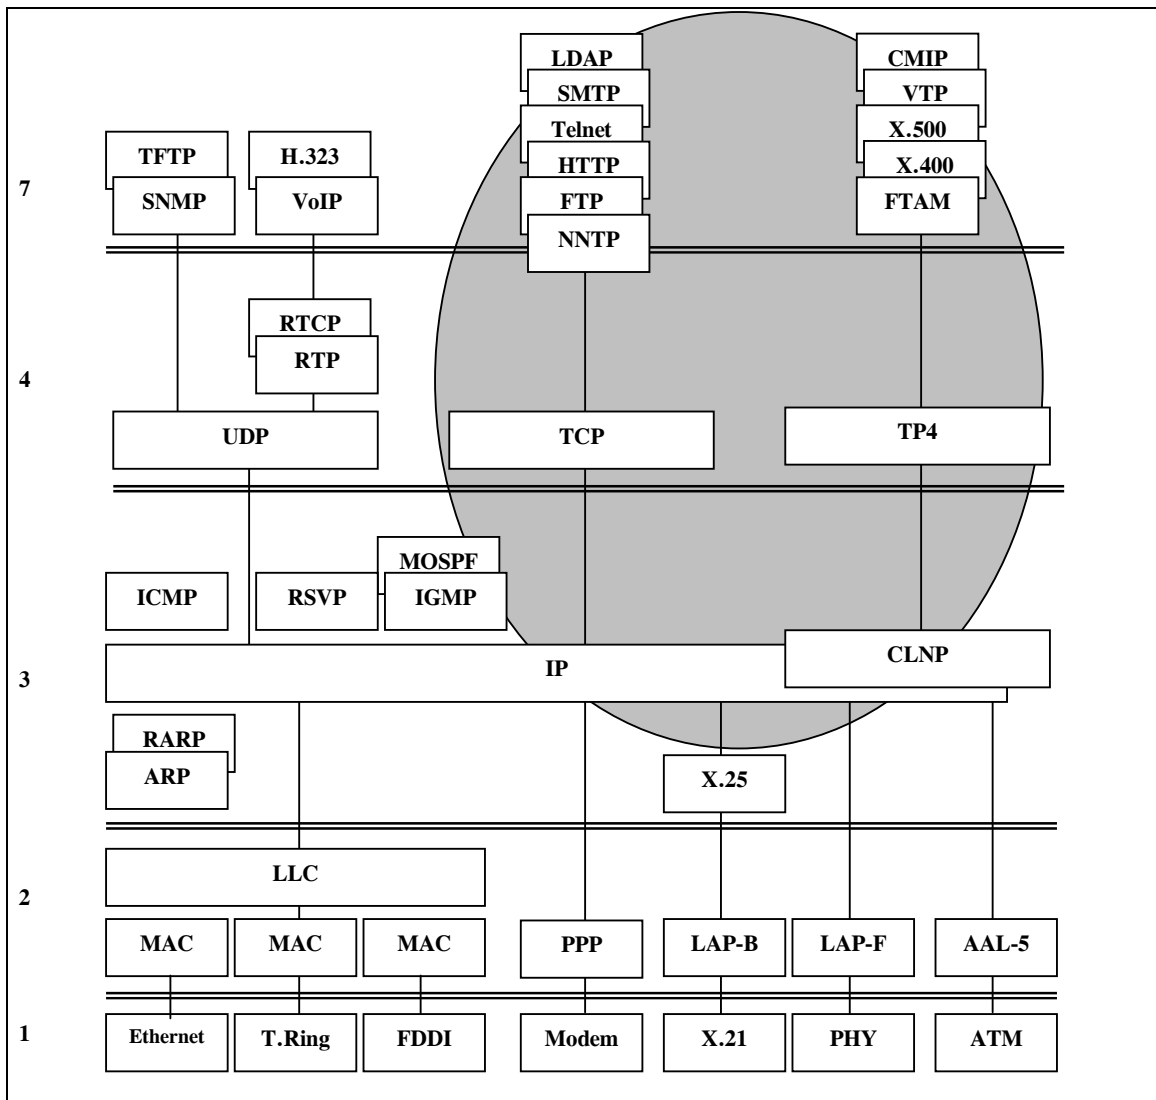 LDAP
CMIP
SMTP
VTP
Telnet
X.500
TFTP
H.323
HTTP
X.400
7
SNMP
VoIP
FTP
FTAM
NNTP
RTCP
RTP
4
UDP
TCP
TP4
MOSPF
ICMP
RSVP
IGMP
CLNP
3
IP
RARP
ARP
X.25
LLC
2
MAC
MAC
MAC
PPP
LAP-B
LAP-F
AAL-5
1
Ethernet
T.Ring
FDDI
Modem
X.21
PHY
ATM